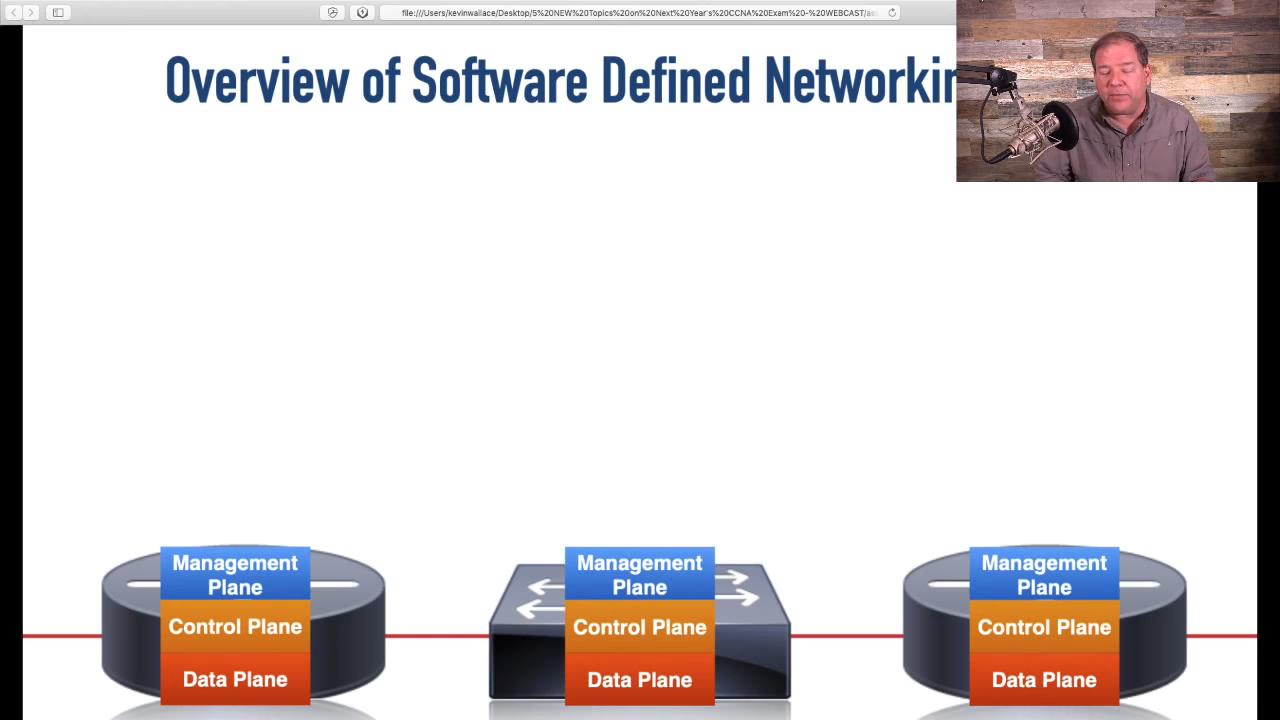 file:///Users/kevinwallace/Desktop/5%20NEW%20Topics%20on%20Next%20Year's%20CCNA%20Exam%20-%20WEBCAST/as
Overview of Software Defined Networkin
Management
Plane
Control Plane
Data Plane
Management
Plane
Control Plane
Data Plane
Management
Plane
Control Plane
Data Plane